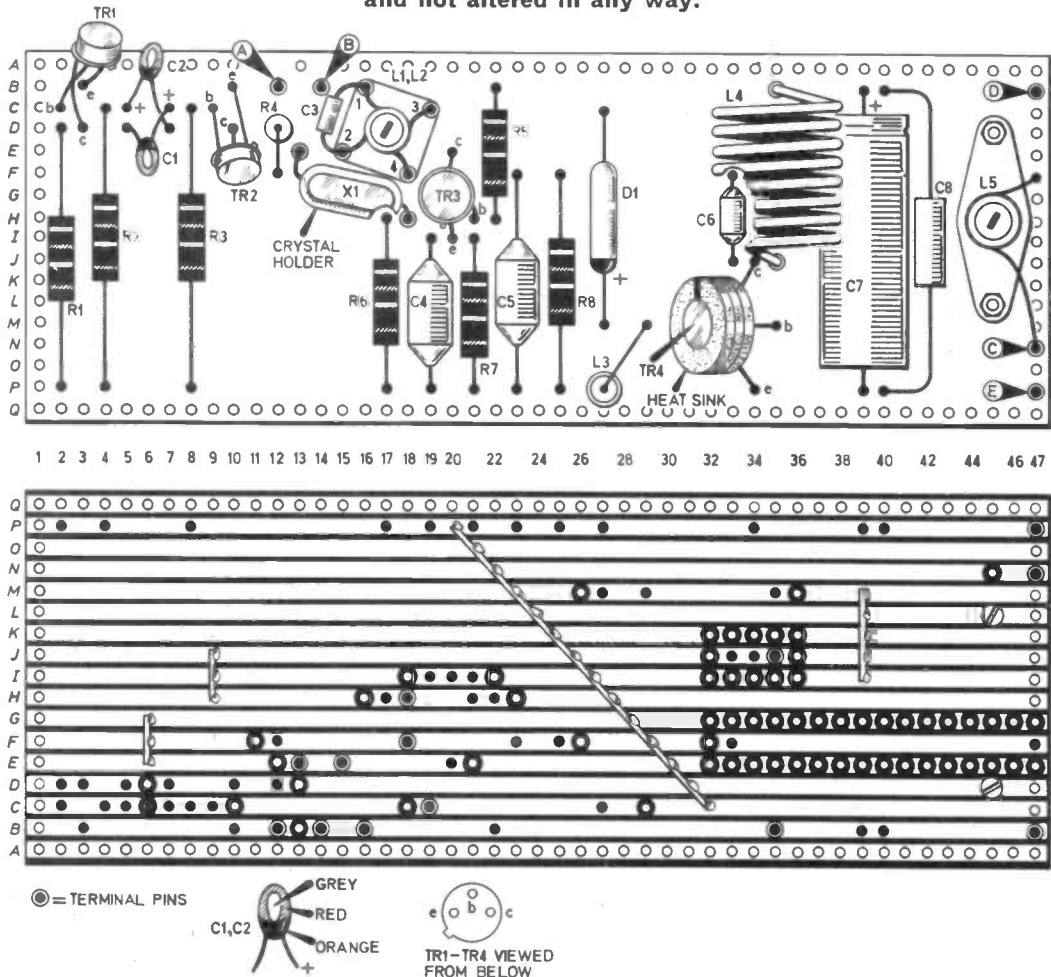 and not altered in any way.
TR1
C2
A
B
L1,L2
C3
1
2
3
4
R4
b
e
c
C1
TR2
X1
CRYSTAL
HOLDER
TR3
R5
D1
L4
C6
C7
C8
L5
D
C
E
R1
R2
R3
R6
C4
R7
C5
R8
L3
TR4
HEAT SINK
A
B
C
D
E
F
G
H
I
J
K
L
M
N
O
P
Q
1 2 3 4 5 6 7 8 9 10 11 12 13 14 15 17 18 19 20 22 24 26 28 30 32 34 36 38 40 42 44 46 47
Q
P
O
N
M
L
K
J
I
H
G
F
E
D
C
B
A
= TERMINAL PINS
C1,C2
GREY
RED
ORANGE
+
e b c
TR1-TR4 VIEWED
FROM BELOW